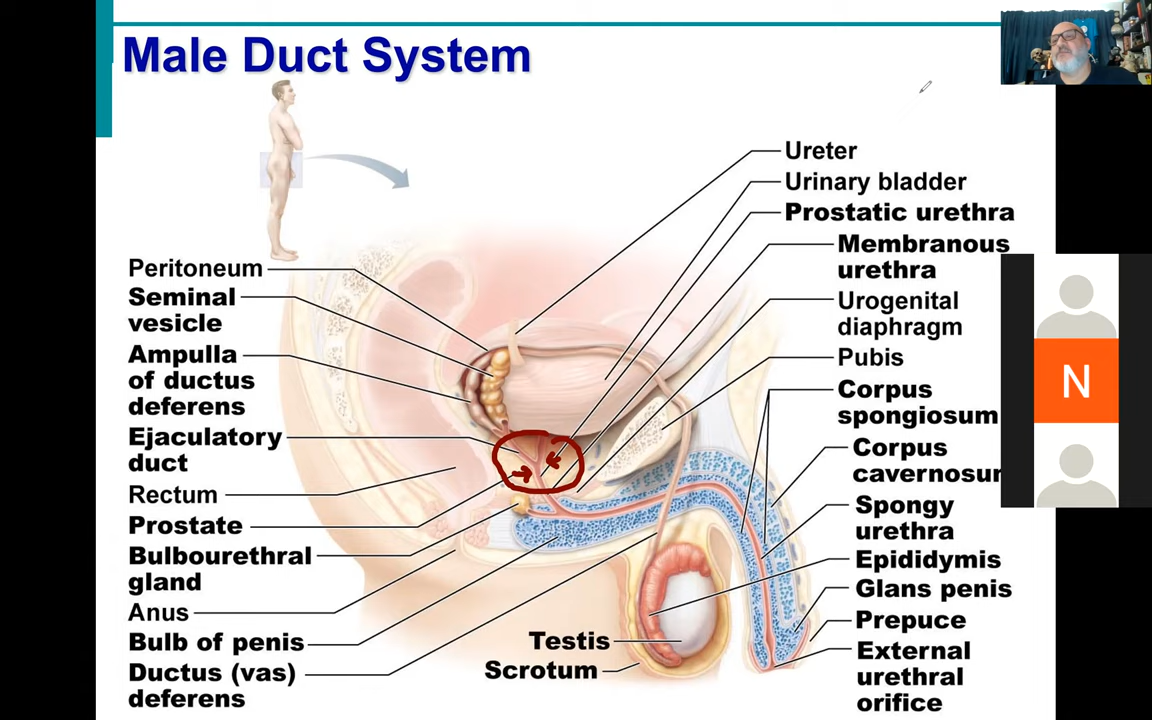 Male Duct System
Peritoneum
Seminal
vesicle
Ampulla
of ductus
deferens
Ejaculatory
duct
Rectum
Prostate
Bulbourethral
gland
Anus
Bulb of penis
Ductus (vas)
deferens
Testis
Scrotum
Ureter
Urinary bladder
Prostatic urethra
Membranous
urethra
Urogenital
diaphragm
Pubis
Corpus
spongiosum
Corpus
cavernosur
Spongy
urethra
Epididymis
Glans penis
Prepuce
External
urethral
orifice
N